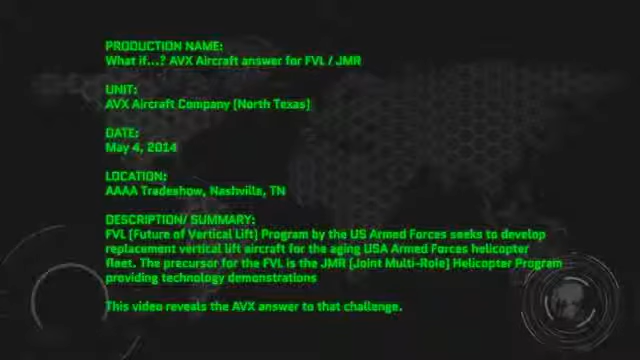 PRODUCTION NAME:
What if...? AVX Aircraft answer for FVL / JMR
UNIT:
AVX Aircraft Company (North Texas)
DATE:
May 4, 2014
LOCATION:
AAAA Tradeshow, Nashville, TN
DESCRIPTION/ SUMMARY:
FVL (Future of Vertical Lift) Program by the US Armed Forces seeks to develop
replacement vertical lift aircraft for the aging USA Armed Forces helicopter
fleet. The precursor for the FVL is the JMR (Joint Multi-Role) Helicopter Program
providing technology demonstrations
This video reveals the AVX answer to that challenge.